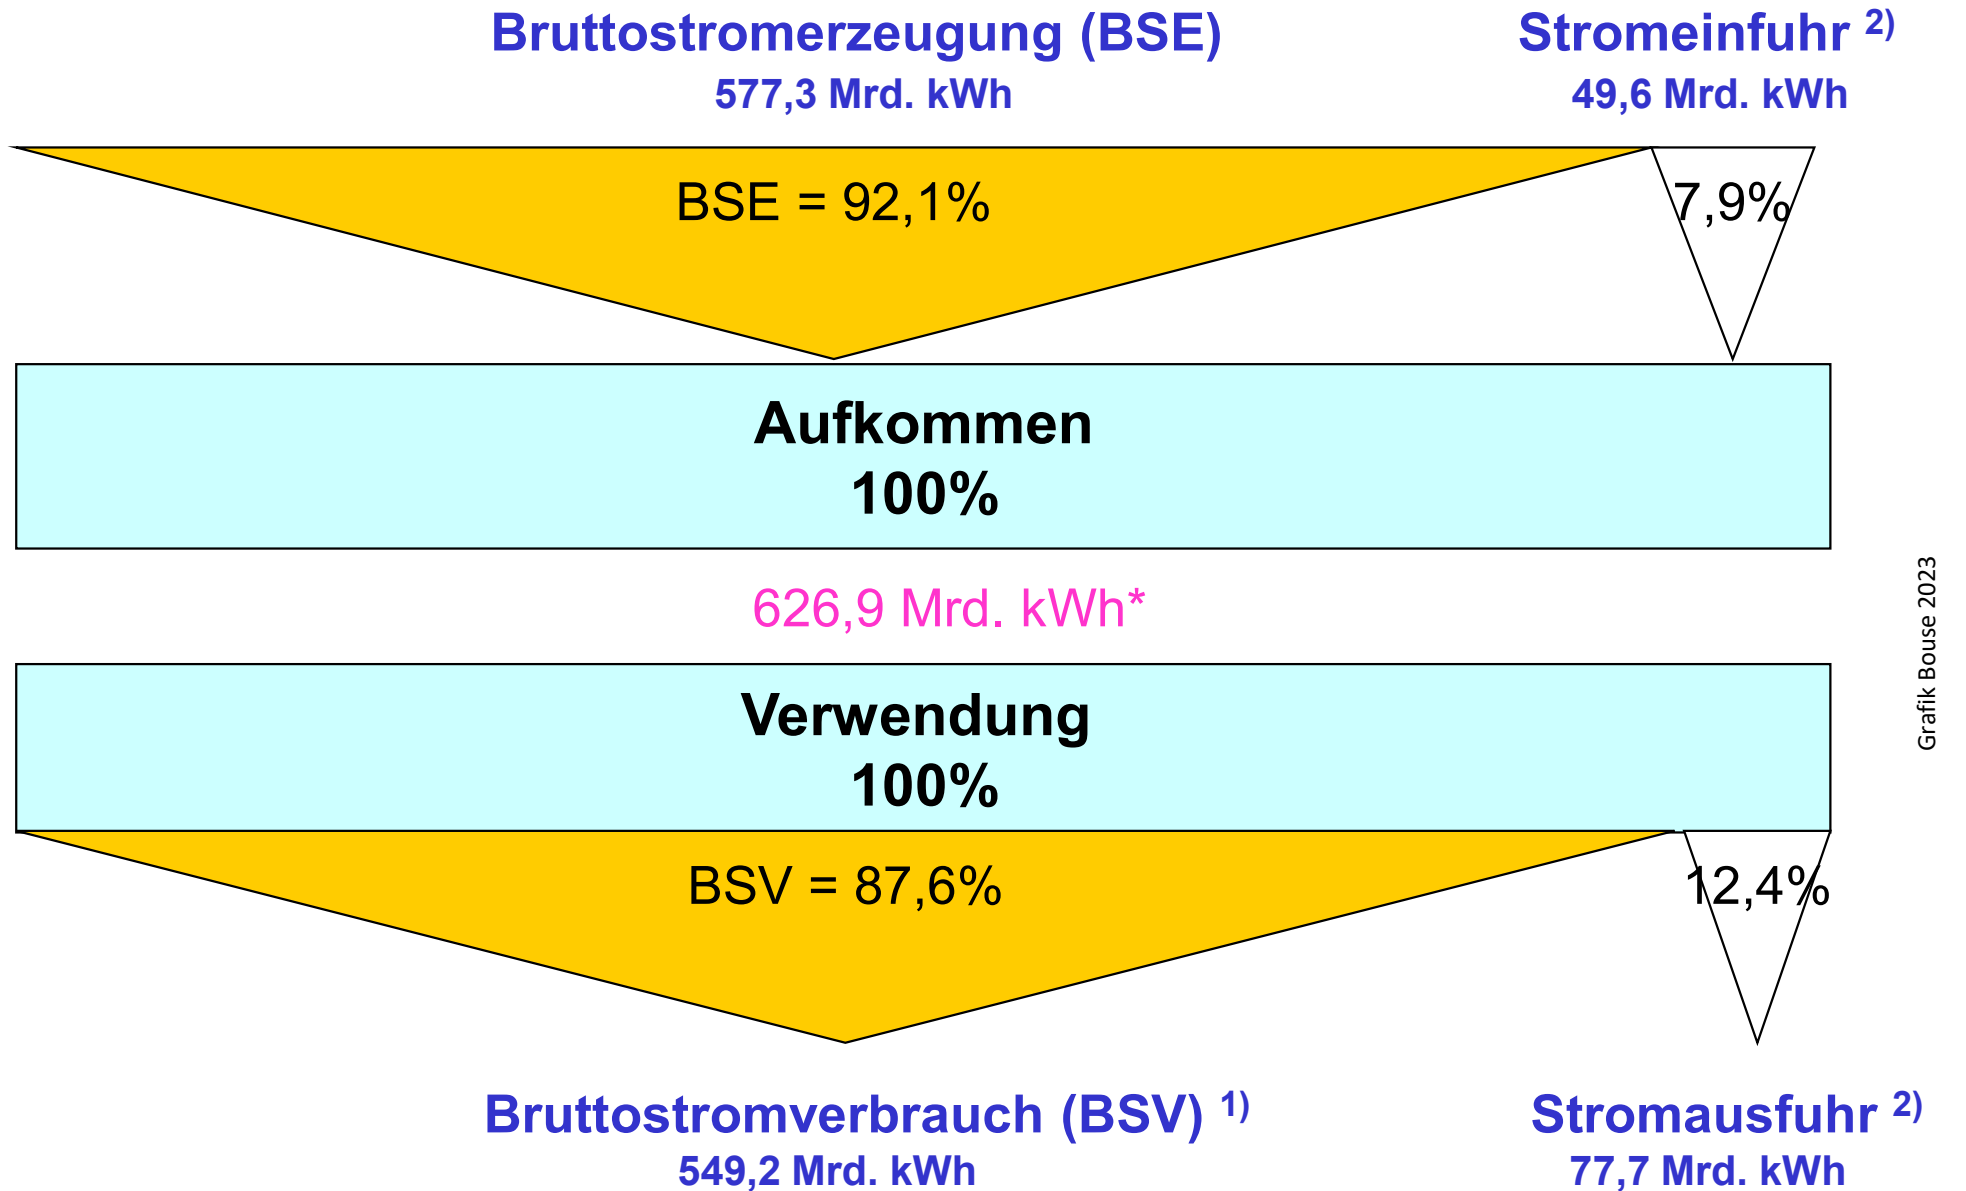 Bruttostromerzeugung (BSE)
577,3 Mrd. kWh
Stromeinfuhr ²⁾
49,6 Mrd. kWh
BSE = 92,1%
7,9%
Aufkommen
100%
626,9 Mrd. kWh*
Verwendung
100%
Grafik Bouse 2023
BSV = 87,6%
12,4%
Bruttostromverbrauch (BSV) ¹⁾
549,2 Mrd. kWh
Stromausfuhr ²⁾
77,7 Mrd. kWh